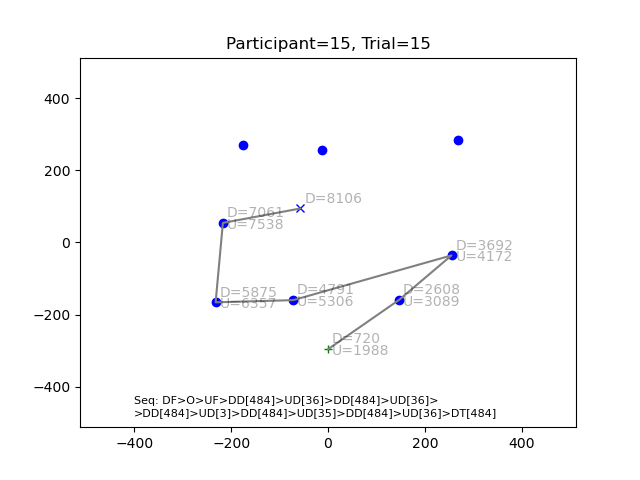 Participant=15, Trial=15
400
200
0
−200
−400
−400
−200
0
200
400
D=8106
D=7061
U=7538
D=3692
U=4172
D=5875
U=6357
D=4791
U=5306
D=2608
U=3089
D=720
U=1988
Seq: DF>O>UF>DD[484]>UD[36]>DD[484]>UD[36]>
>DD[484]>UD[3]>DD[484]>UD[35]>DD[484]>UD[36]>DT[484]